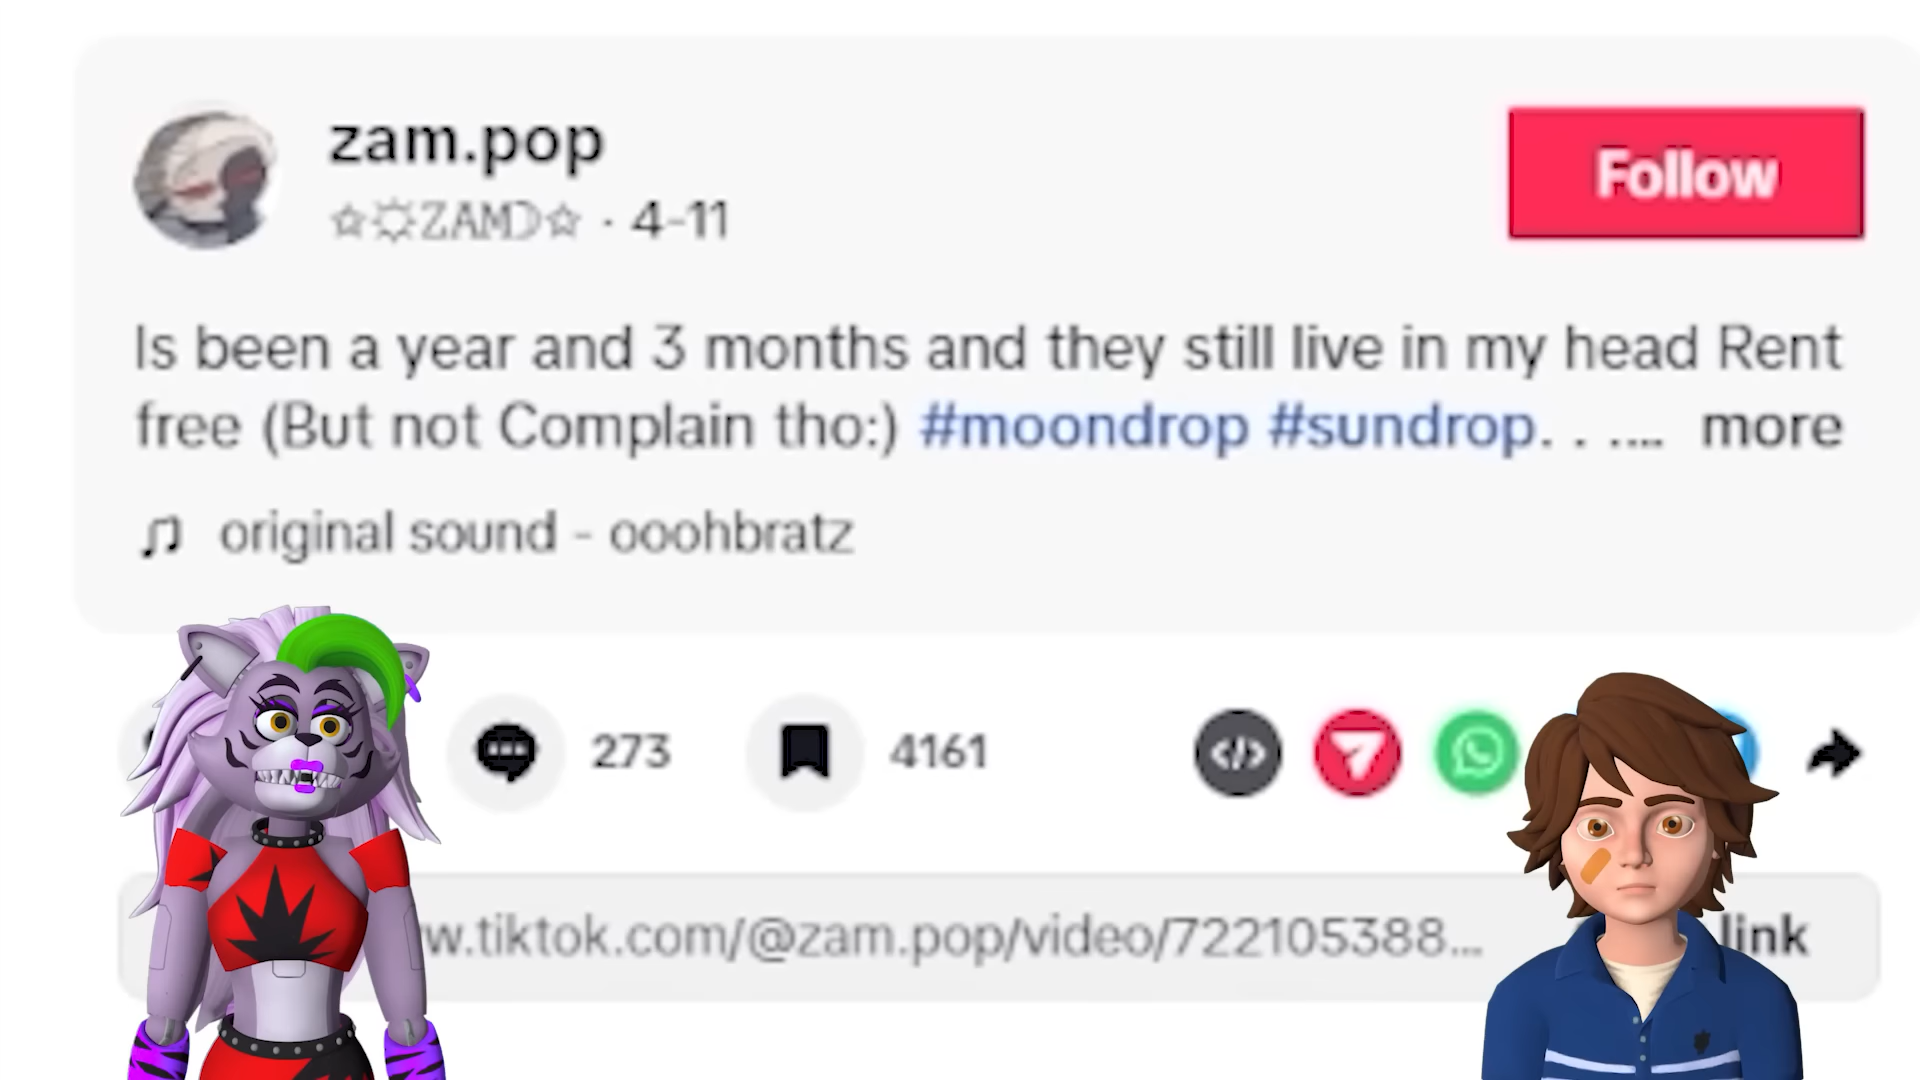 zam.pop
☆☼ZAM☽☆ · 4-11
Follow
Is been a year and 3 months and they still live in my head Rent
free (But not Complain tho:) #moondrop #sundrop. . .... more
original sound - ooohbratz
273
4161
w.tiktok.com/@zam.pop/video/722105388...
link